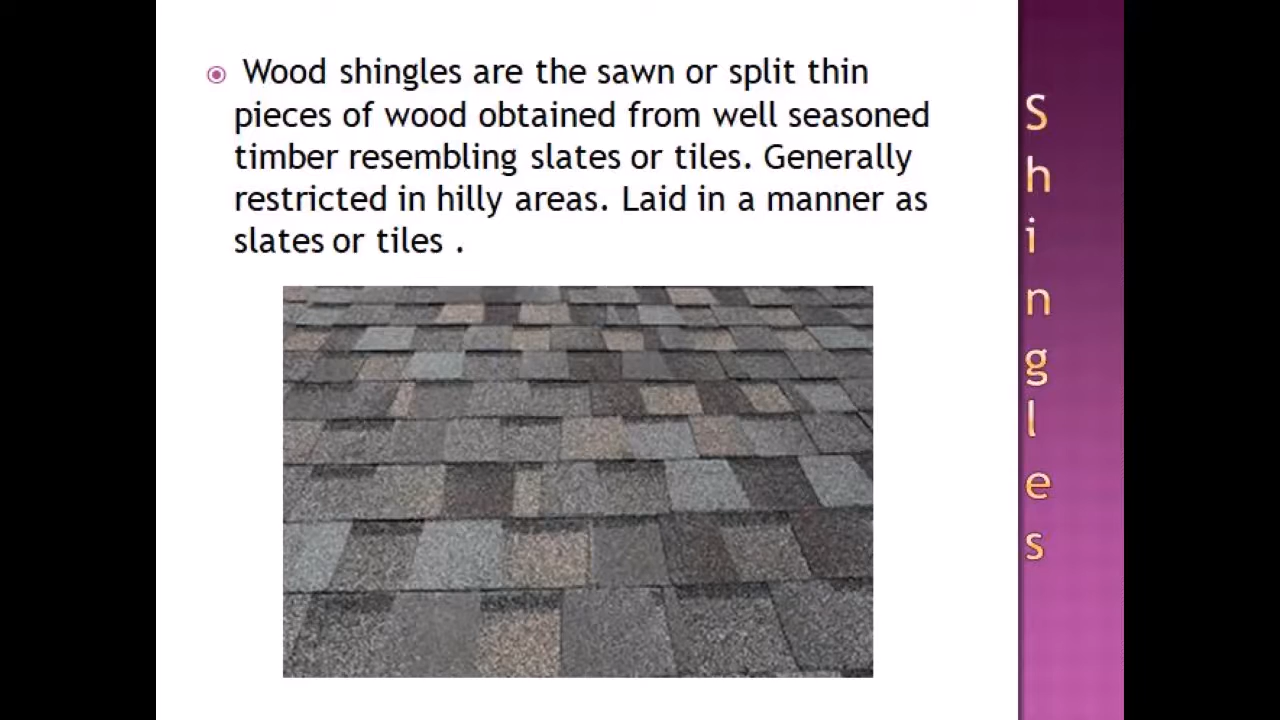 Wood shingles are the sawn or split thin
pieces of wood obtained from well seasoned
timber resembling slates or tiles. Generally
restricted in hilly areas. Laid in a manner as
slates or tiles .
Shingles